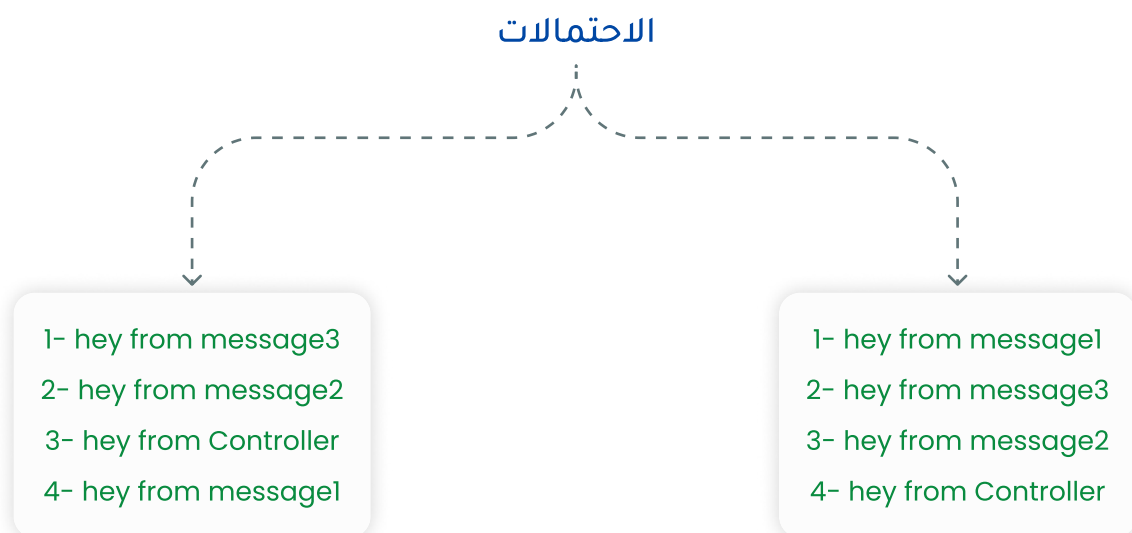 الاحتمالات
1- hey from message3
2- hey from message2
3- hey from Controller
4- hey from message1
1- hey from message1
2- hey from message3
3- hey from message2
4- hey from Controller